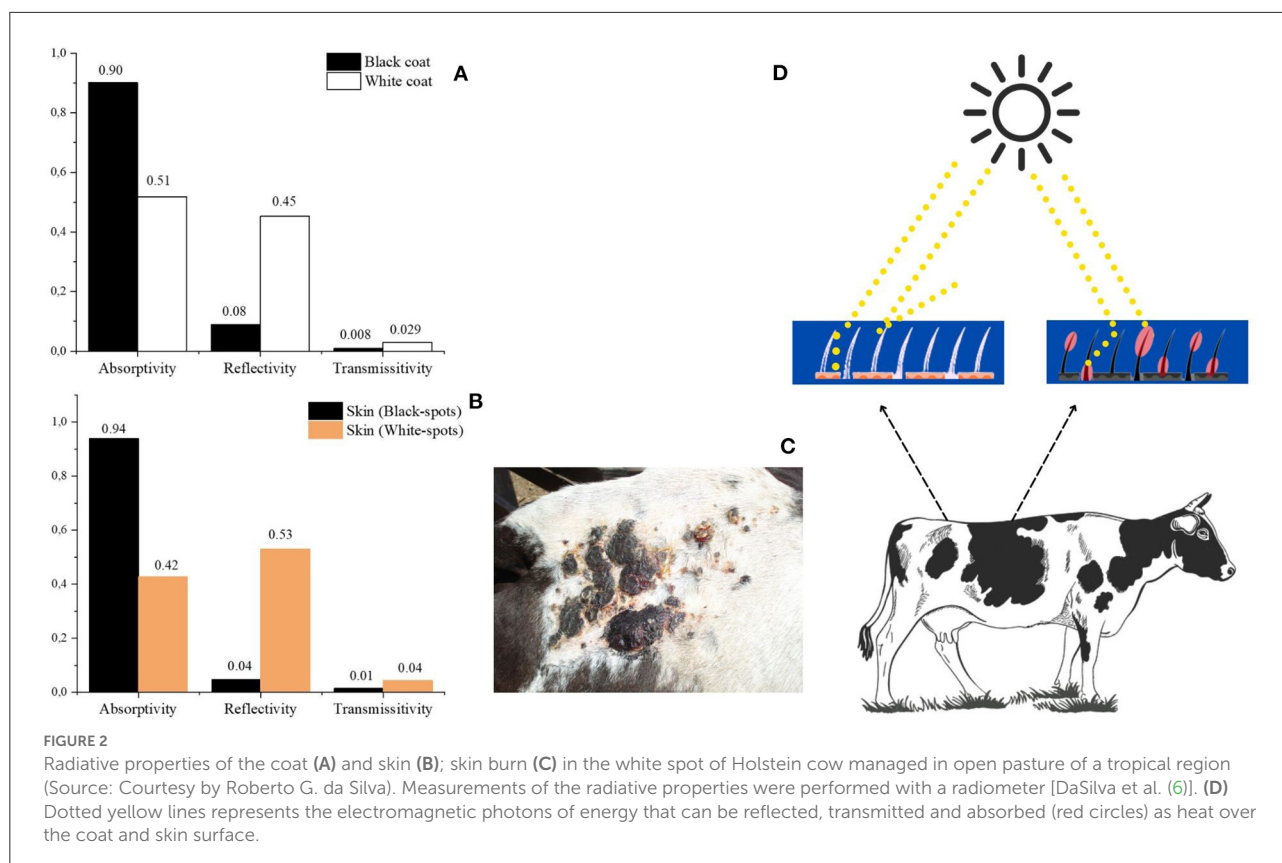 1,0
0,8
0,6
0,4
0,2
0,0
0.90
0.51
0.08
0.45
0.008
0.029
Black coat
White coat
A
Absorptivity
Reflectivity
Transmissitivity
1,0
0,8
0,6
0,4
0,2
0,0
0.94
0.42
0.04
0.53
0.01
0.04
Skin (Black-spots)
Skin (White-spots)
B
Absorptivity
Reflectivity
Transmissitivity
C
D
FIGURE 2
Radiative properties of the coat (A) and skin (B); skin burn (C) in the white spot of Holstein cow managed in open pasture of a tropical region
(Source: Courtesy by Roberto G. da Silva). Measurements of the radiative properties were performed with a radiometer [DaSilva et al. (6)]. (D)
Dotted yellow lines represents the electromagnetic photons of energy that can be reflected, transmitted and absorbed (red circles) as heat over
the coat and skin surface.